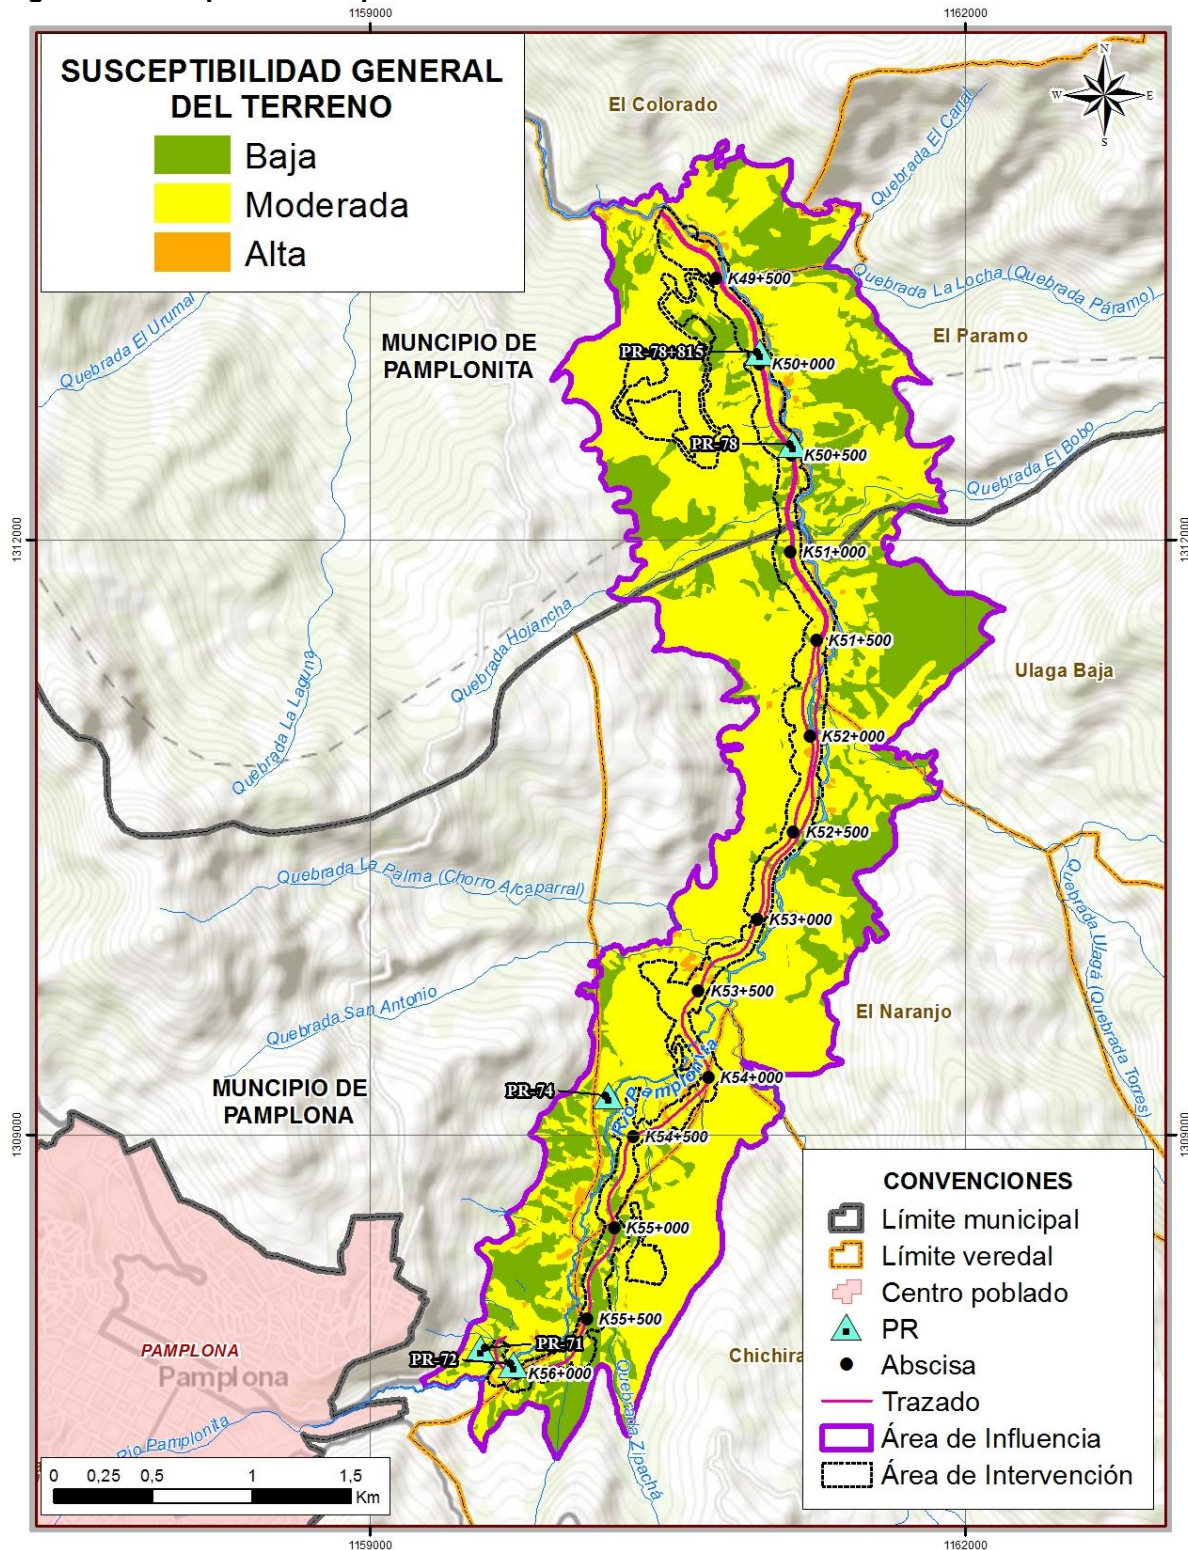 1159000
1162000
SUSCEPTIBILIDAD GENERAL
DEL TERRENO
Baja
Moderada
Alta
N
W
E
S
El Colorado
Quebrada El Canal
Quebrada La Locha (Quebrada Páramo)
Quebrada El Urumal
MUNCIPIO DE
PAMPLONITA
El Paramo
K49+500
PR-78+815
K50+000
PR-78
K50+500
Quebrada El Bobo
1312000
1312000
K51+000
Quebrada Hojancha
K51+500
Ulaga Baja
Quebrada La Laguna
K52+000
K52+500
Quebrada La Palma (Chorro Alcaparral)
K53+000
Quebrada Ulagá (Quebrada Torres)
K53+500
Quebrada San Antonio
El Naranjo
Río Pamplonita
K54+000
MUNCIPIO DE
PAMPLONA
PR-74
K54+500
1309000
1309000
K55+000
K55+500
PR-71
PR-72
K56+000
PAMPLONA
Pamplona
Chichira
Quebrada Zipachá
Río Pamplonita
CONVENCIONES
Límite municipal
Límite veredal
Centro poblado
PR
Abscisa
Trazado
Área de Influencia
Área de Intervención
0 0,25 0,5 1 1,5
Km
1159000
1162000